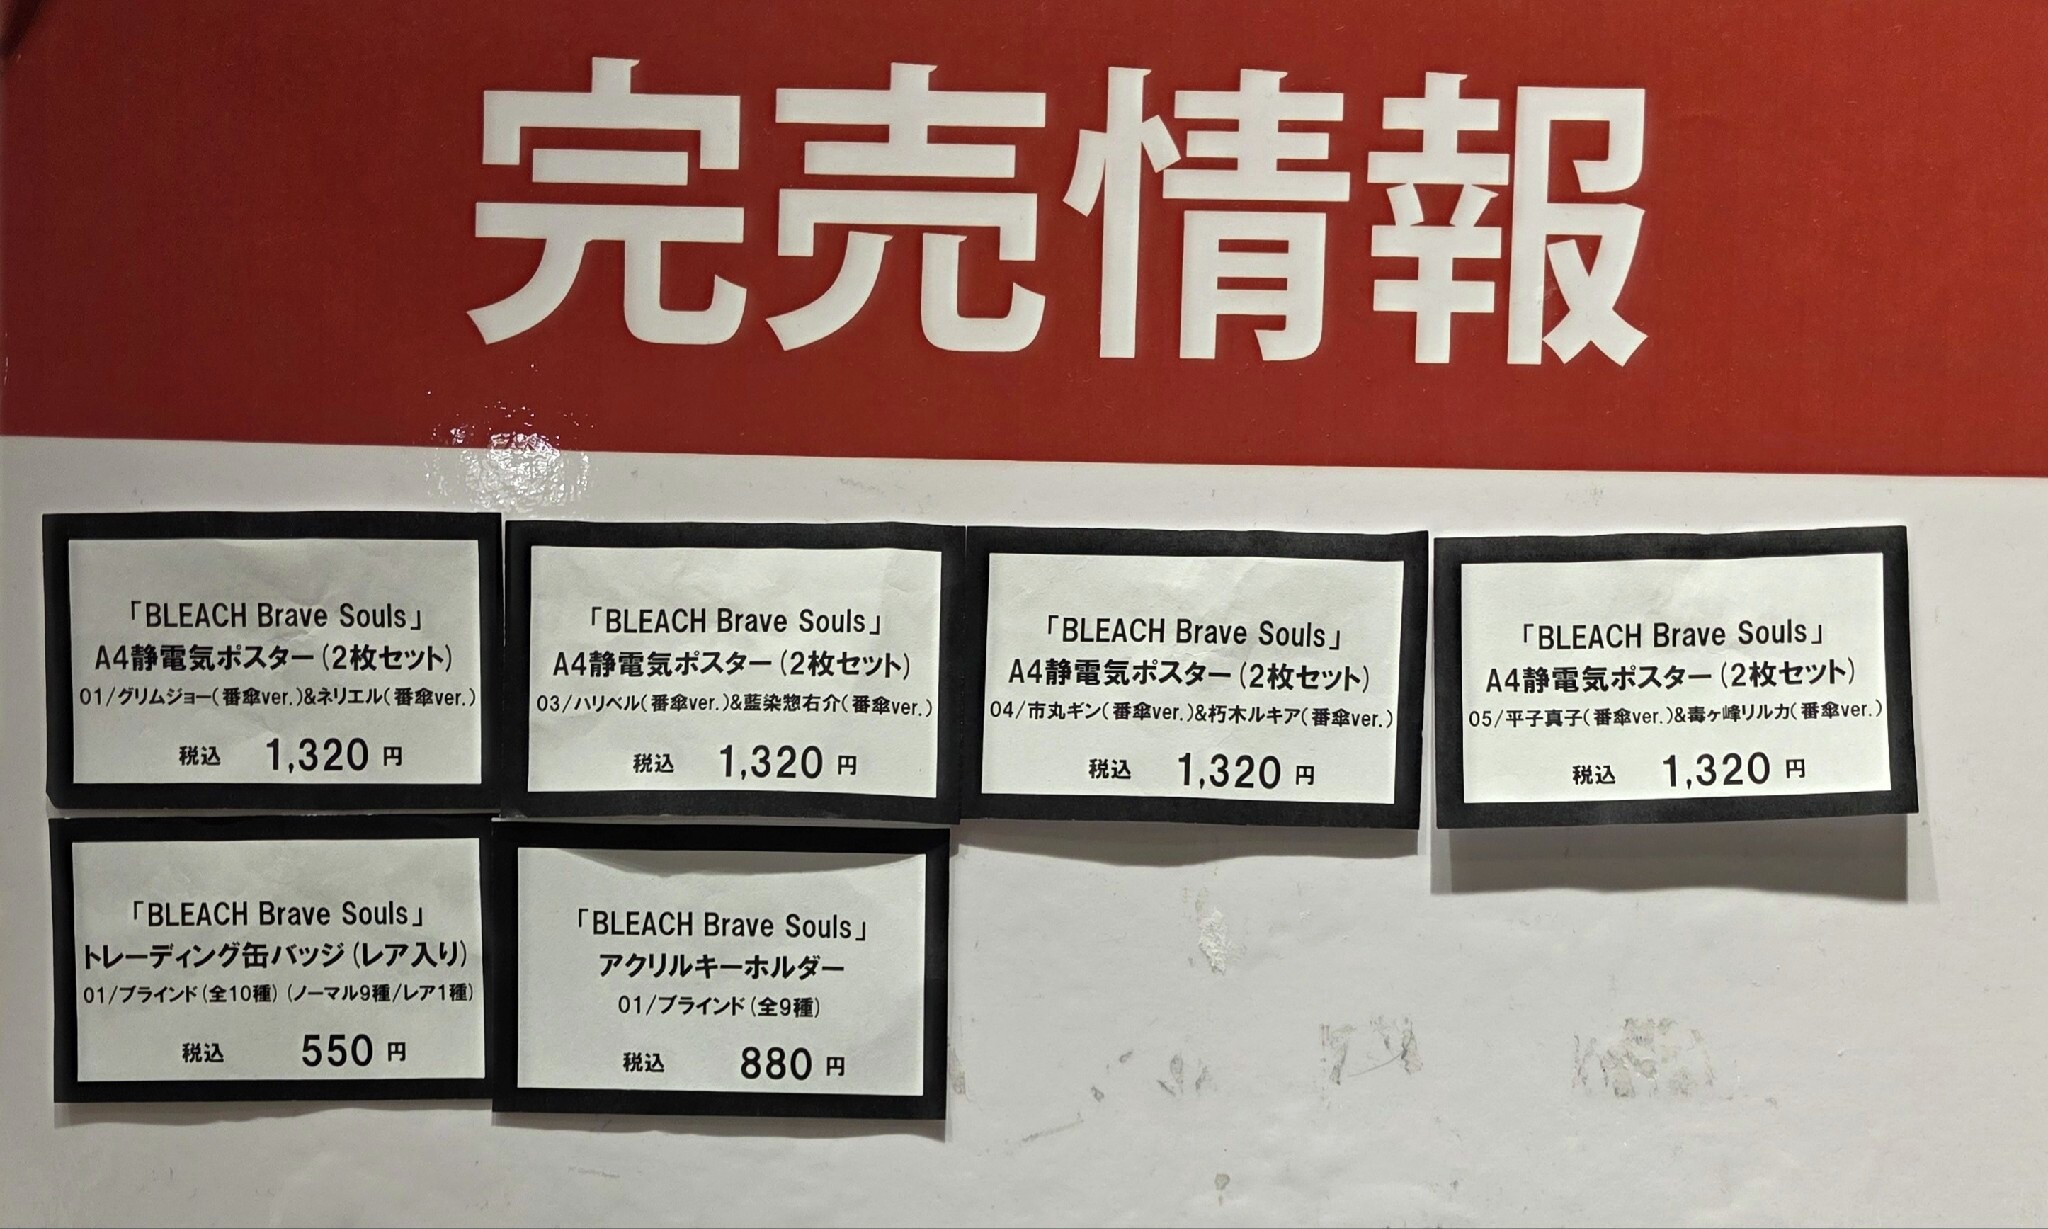 完売情報
「BLEACH Brave Souls」
A4静電気ポスター(2枚セット)
01/グリムジョー(番傘ver.)&ネリエル(番傘ver.)
税込 1,320 円
「BLEACH Brave Souls」
A4静電気ポスター(2枚セット)
03/ハリベル(番傘ver.)&藍染惣右介(番傘ver.)
税込 1,320 円
「BLEACH Brave Souls」
A4静電気ポスター(2枚セット)
04/市丸ギン(番傘ver.)&朽木ルキア(番傘ver.)
税込 1,320 円
「BLEACH Brave Souls」
A4静電気ポスター(2枚セット)
05/平子真子(番傘ver.)&毒ヶ峰リルカ(番傘ver.)
税込 1,320 円
「BLEACH Brave Souls」
トレーディング缶バッジ(レア入り)
01/ブラインド(全10種)(ノーマル9種/レア1種)
税込 550 円
「BLEACH Brave Souls」
アクリルキーホルダー
01/ブラインド(全9種)
税込 880 円